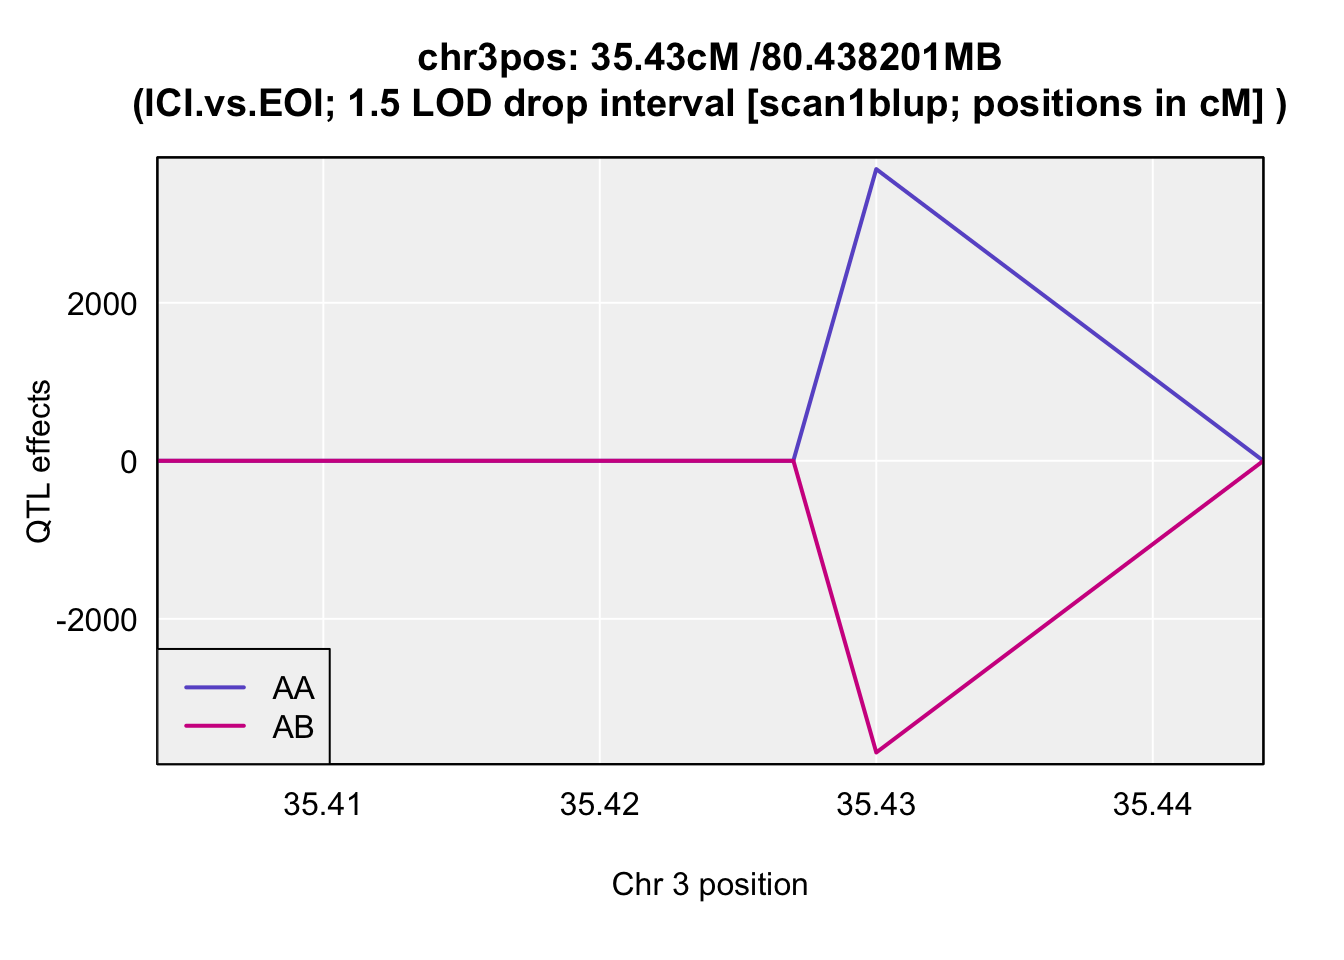 chr3pos: 35.43cM /80.438201MB
(ICI.vs.EOI; 1.5 LOD drop interval [scan1blup; positions in cM] )
QTL effects
2000
0
-2000
AA
AB
35.41 35.42 35.43 35.44
Chr 3 position